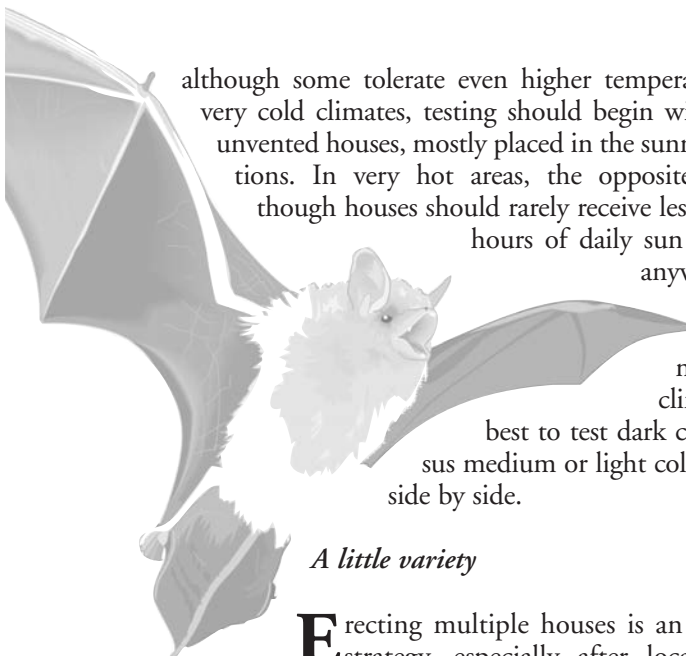 although some tolerate even higher
very cold climates, testing should begin
unvented houses, mostly placed in the
tions. In very hot areas, the
though houses should rarely receive
hours of daily sun
best to test dark
sus medium or light
side by side.
A little variety
Erecting multiple houses is an
strategy, especially after